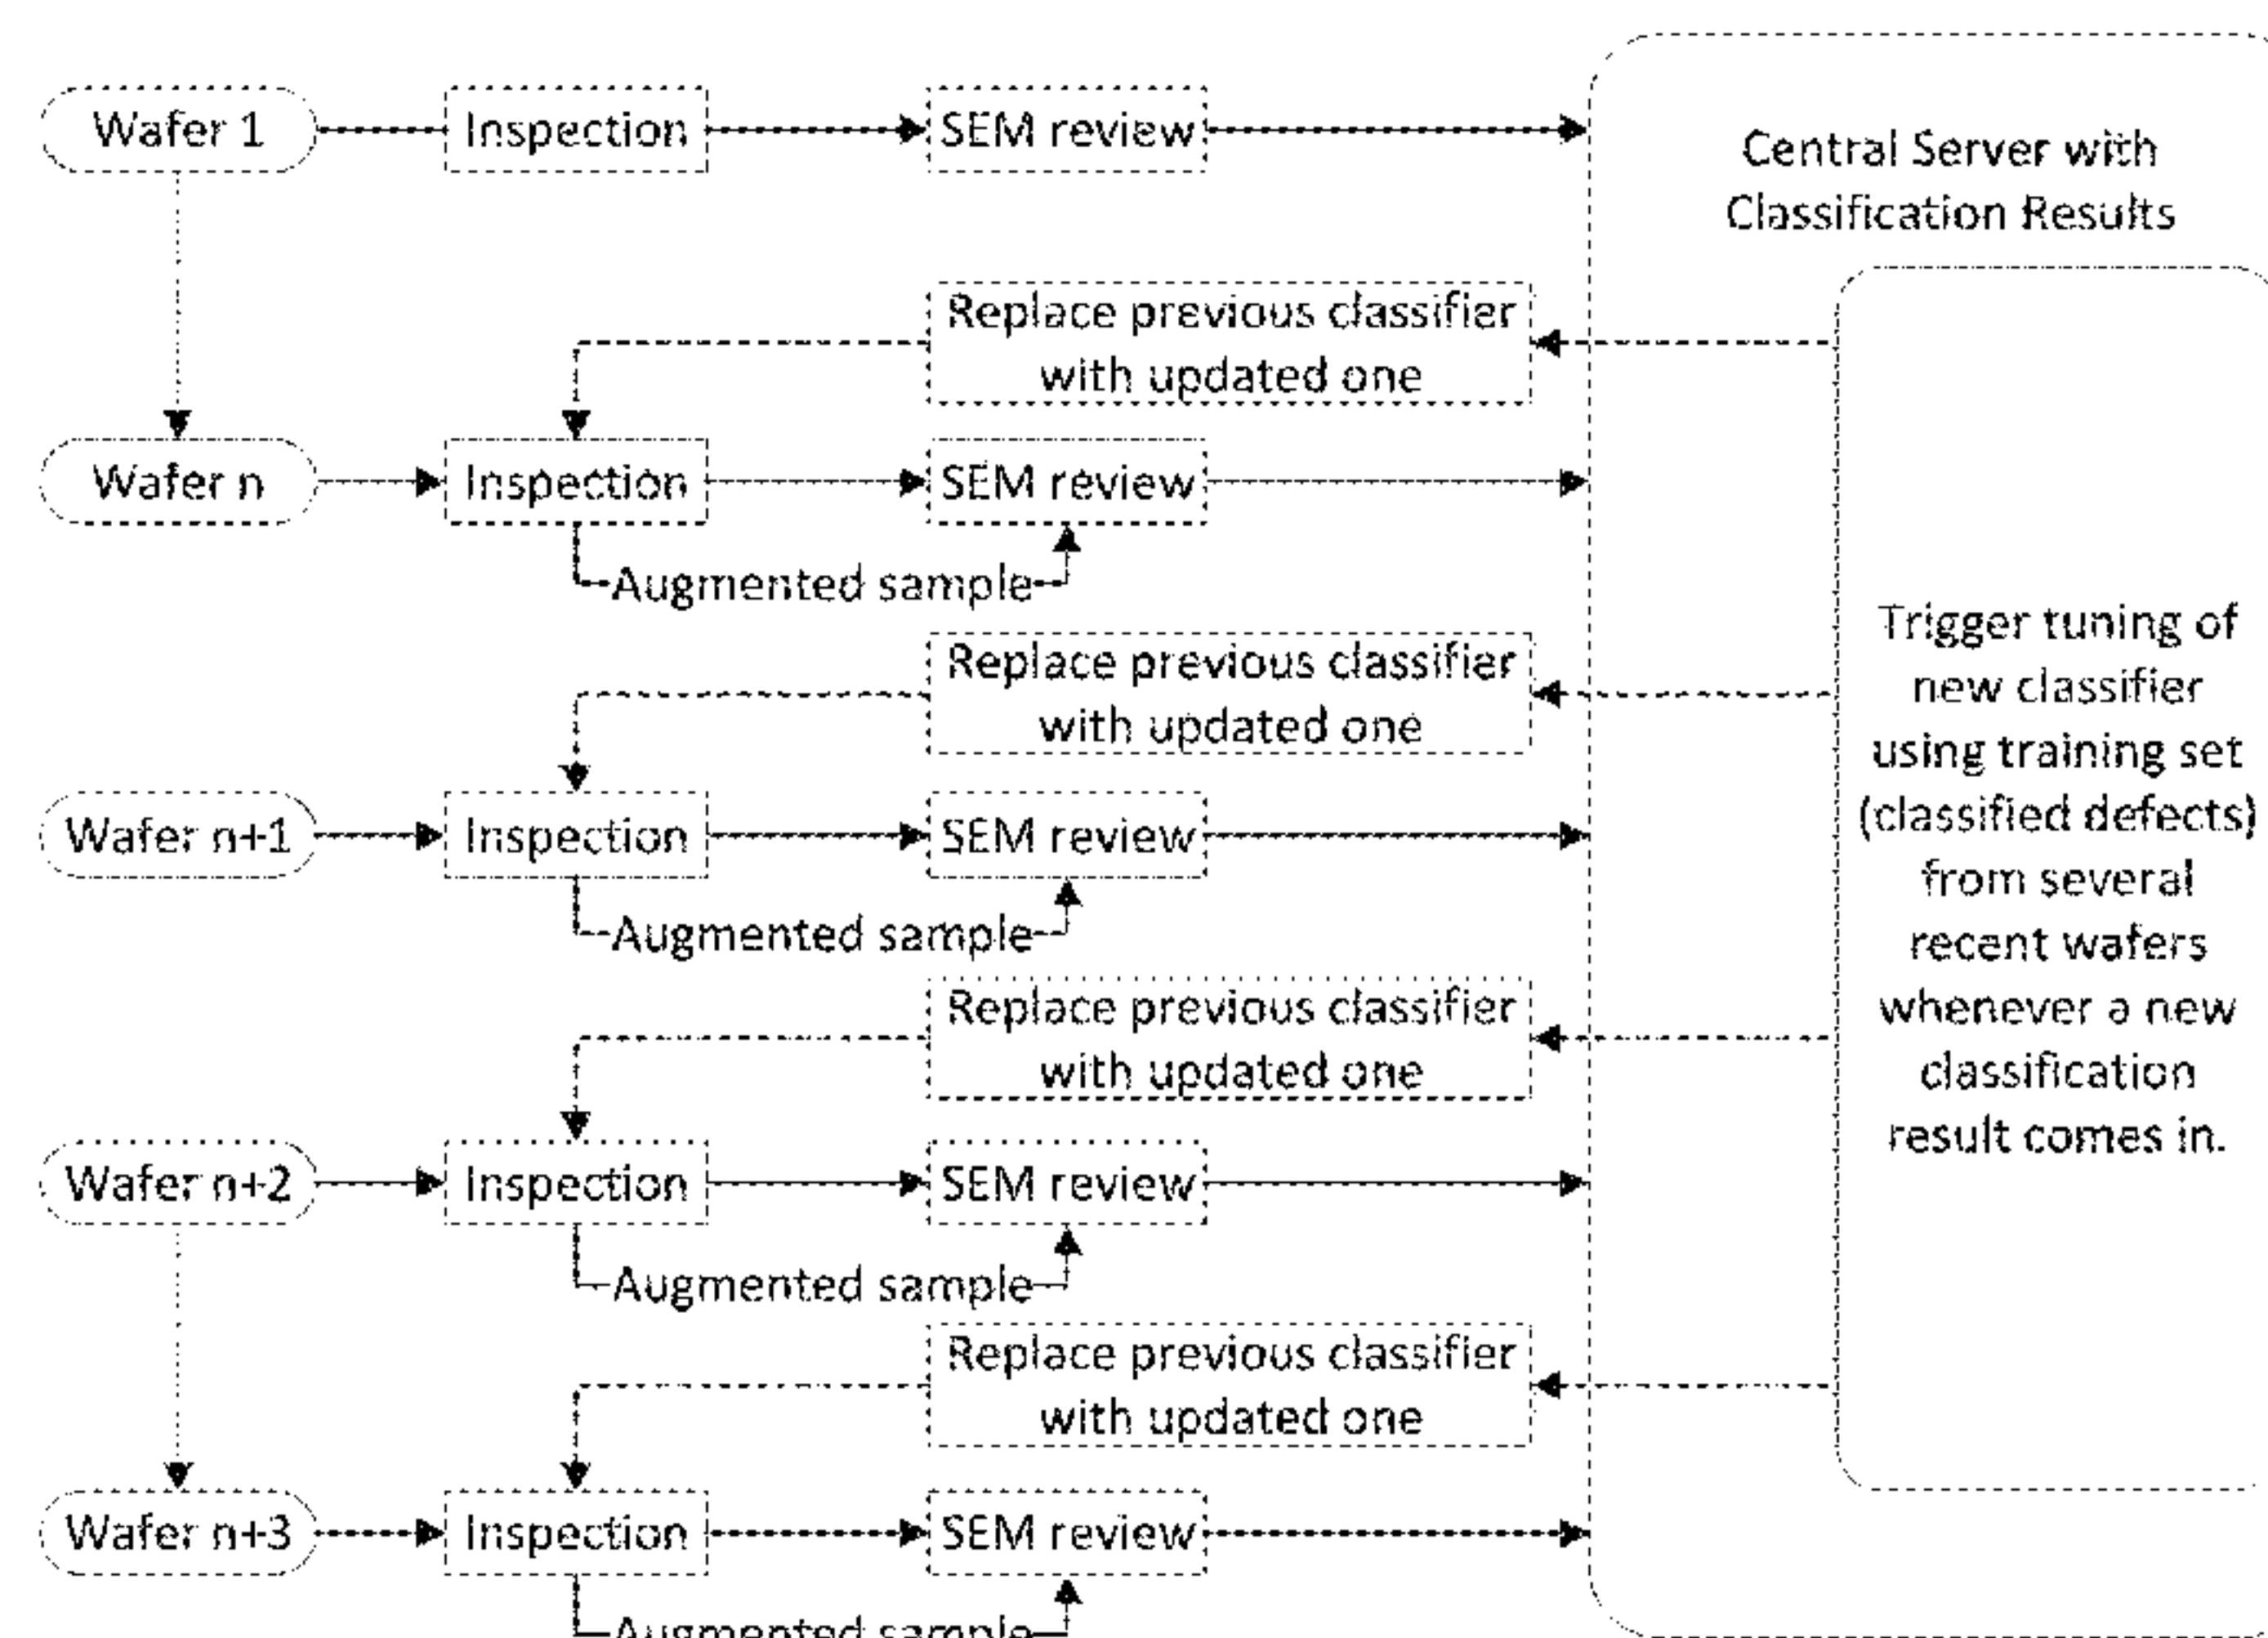 Wafer 1
Inspection
SEM review
Central Server with
Classification Results
Replace previous classifier
with updated one
Wafer n
Inspection
SEM review
Augmented sample
Replace previous classifier
with updated one
Wafer n+1
Inspection
SEM review
Augmented sample
Replace previous classifier
with updated one
Wafer n+2
Inspection
SEM review
Augmented sample
Replace previous classifier
with updated one
Wafer n+3
Inspection
SEM review
Augmented sample
Trigger tuning of
new classifier
using training set
(classified defects)
from several
recent wafers
whenever a new
classification
result comes in.